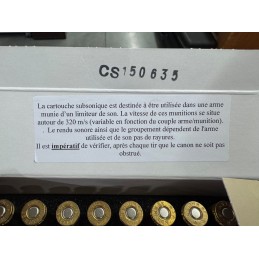 CS150635
La cartouche subsonique est destinée à être utilisée dans une arme
munie d'un limiteur de son. La vitesse de ces munitions se situe
autour de 320 m/s (variable en fonction du couple arme/munition).
. Le rendu sonore ainsi que le groupement dépendent de l'arme
utilisée et de son pas de rayures.
Il est impératif de vérifier, après chaque tir que le canon ne soit pas
obstrué.